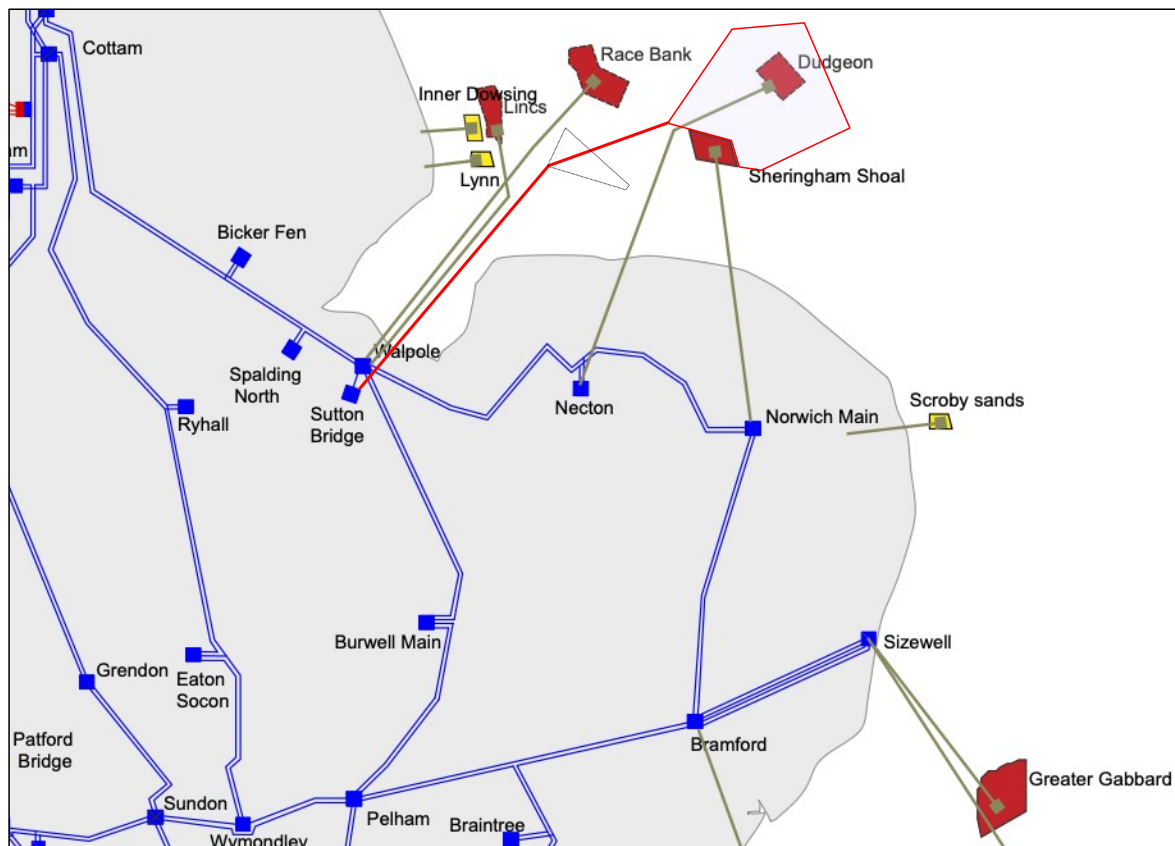 Cottam
Race Bank
Dudgeon
Inner Dowsing
Lincs
Lynn
Sheringham Shoal
Bicker Fen
Walpole
Spalding
North
Sutton
Bridge
Necton
Ryhall
Norwich Main
Scroby sands
Burwell Main
Sizewell
Grendon
Eaton
Socon
Patford
Bridge
Bramford
Greater Gabbard
Sundon
Pelham
Braintree
Wymondley